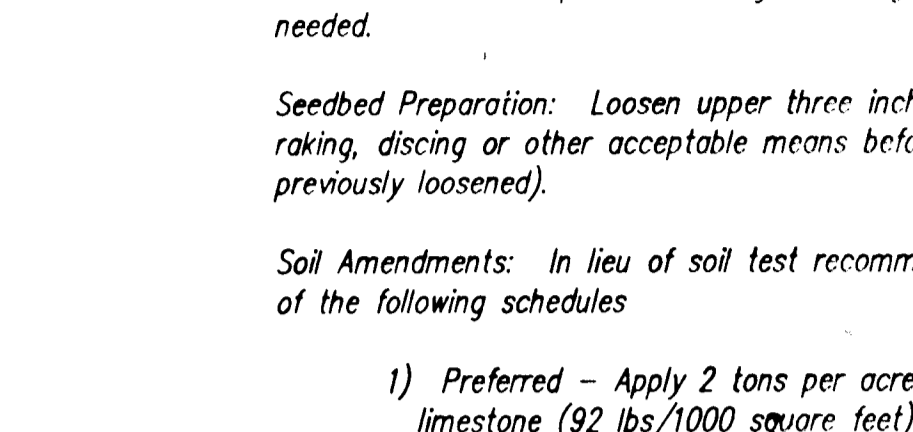 needed.
Seedbed Preparation: Loosen upper three inch
raking, discing or other acceptable means befo
previously loosened).
Soil Amendments: In lieu of soil test recomm
of the following schedules
1) Preferred – Apply 2 tons per acre
limestone (92 lbs/1000 square feet)